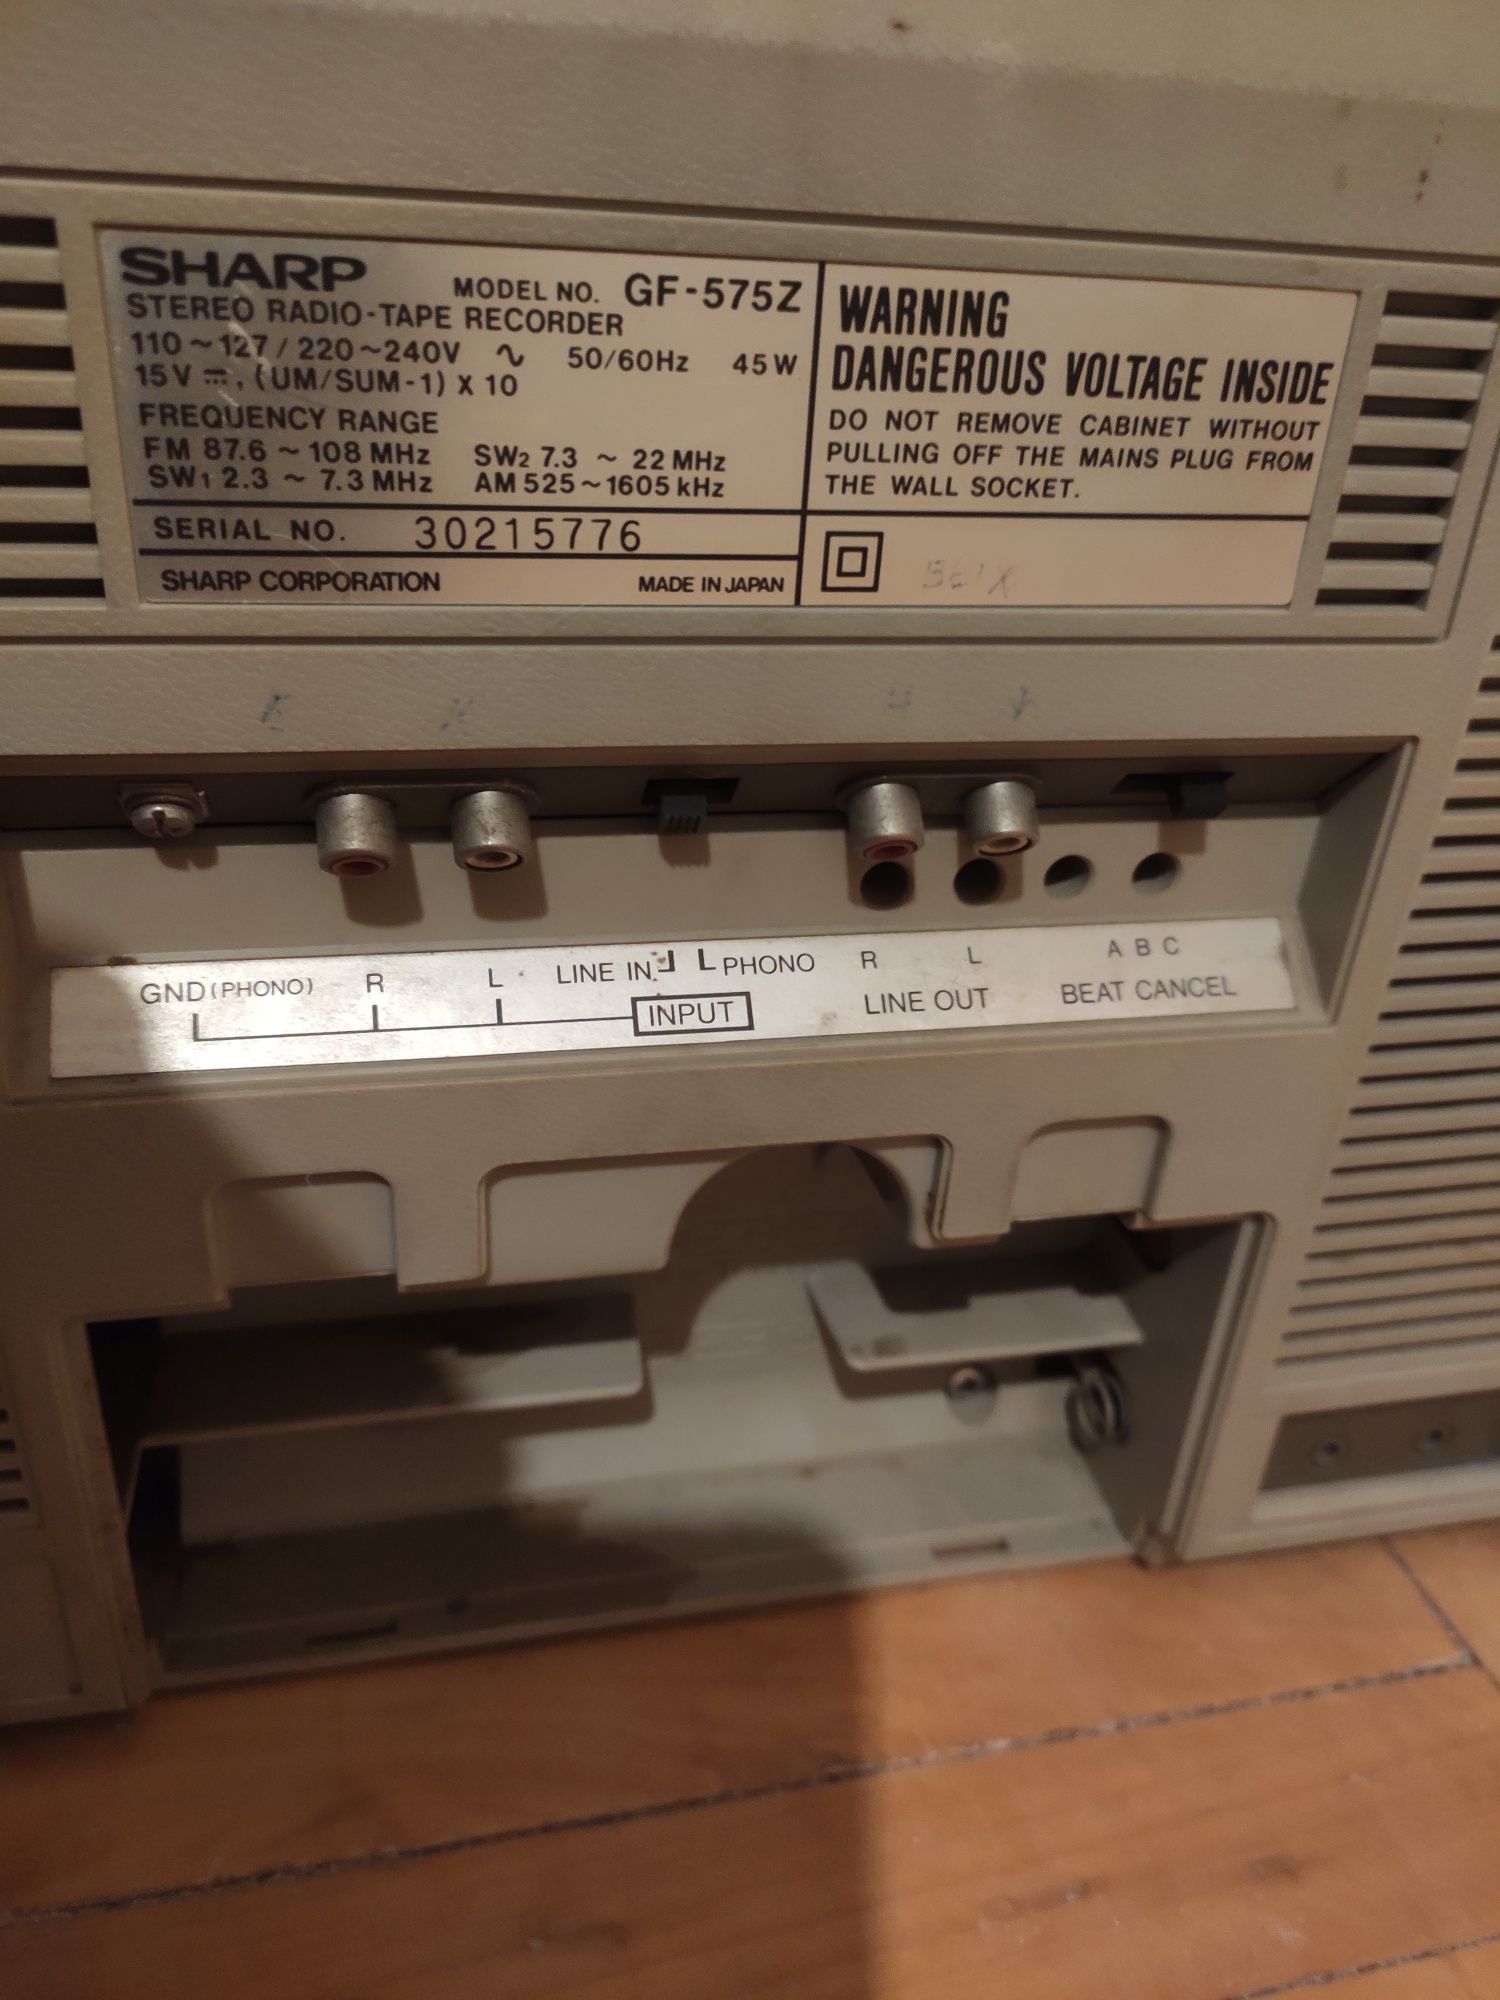 SHARP
MODEL NO. GF-575Z
STEREO RADIO-TAPE RECORDER
110~127/220~240V ∿ 50/60Hz 45W
15V ⎓, (UM/SUM-1) X 10
FREQUENCY RANGE
FM 87.6 ~ 108 MHz SW2 7.3 ~ 22 MHz
SW1 2.3 ~ 7.3 MHz AM 525~1605 kHz
SERIAL NO. 30215776
SHARP CORPORATION MADE IN JAPAN
WARNING
DANGEROUS VOLTAGE INSIDE
DO NOT REMOVE CABINET WITHOUT
PULLING OFF THE MAINS PLUG FROM
THE WALL SOCKET.
GND(PHONO) R L LINE IN PHONO R L A B C
INPUT LINE OUT BEAT CANCEL